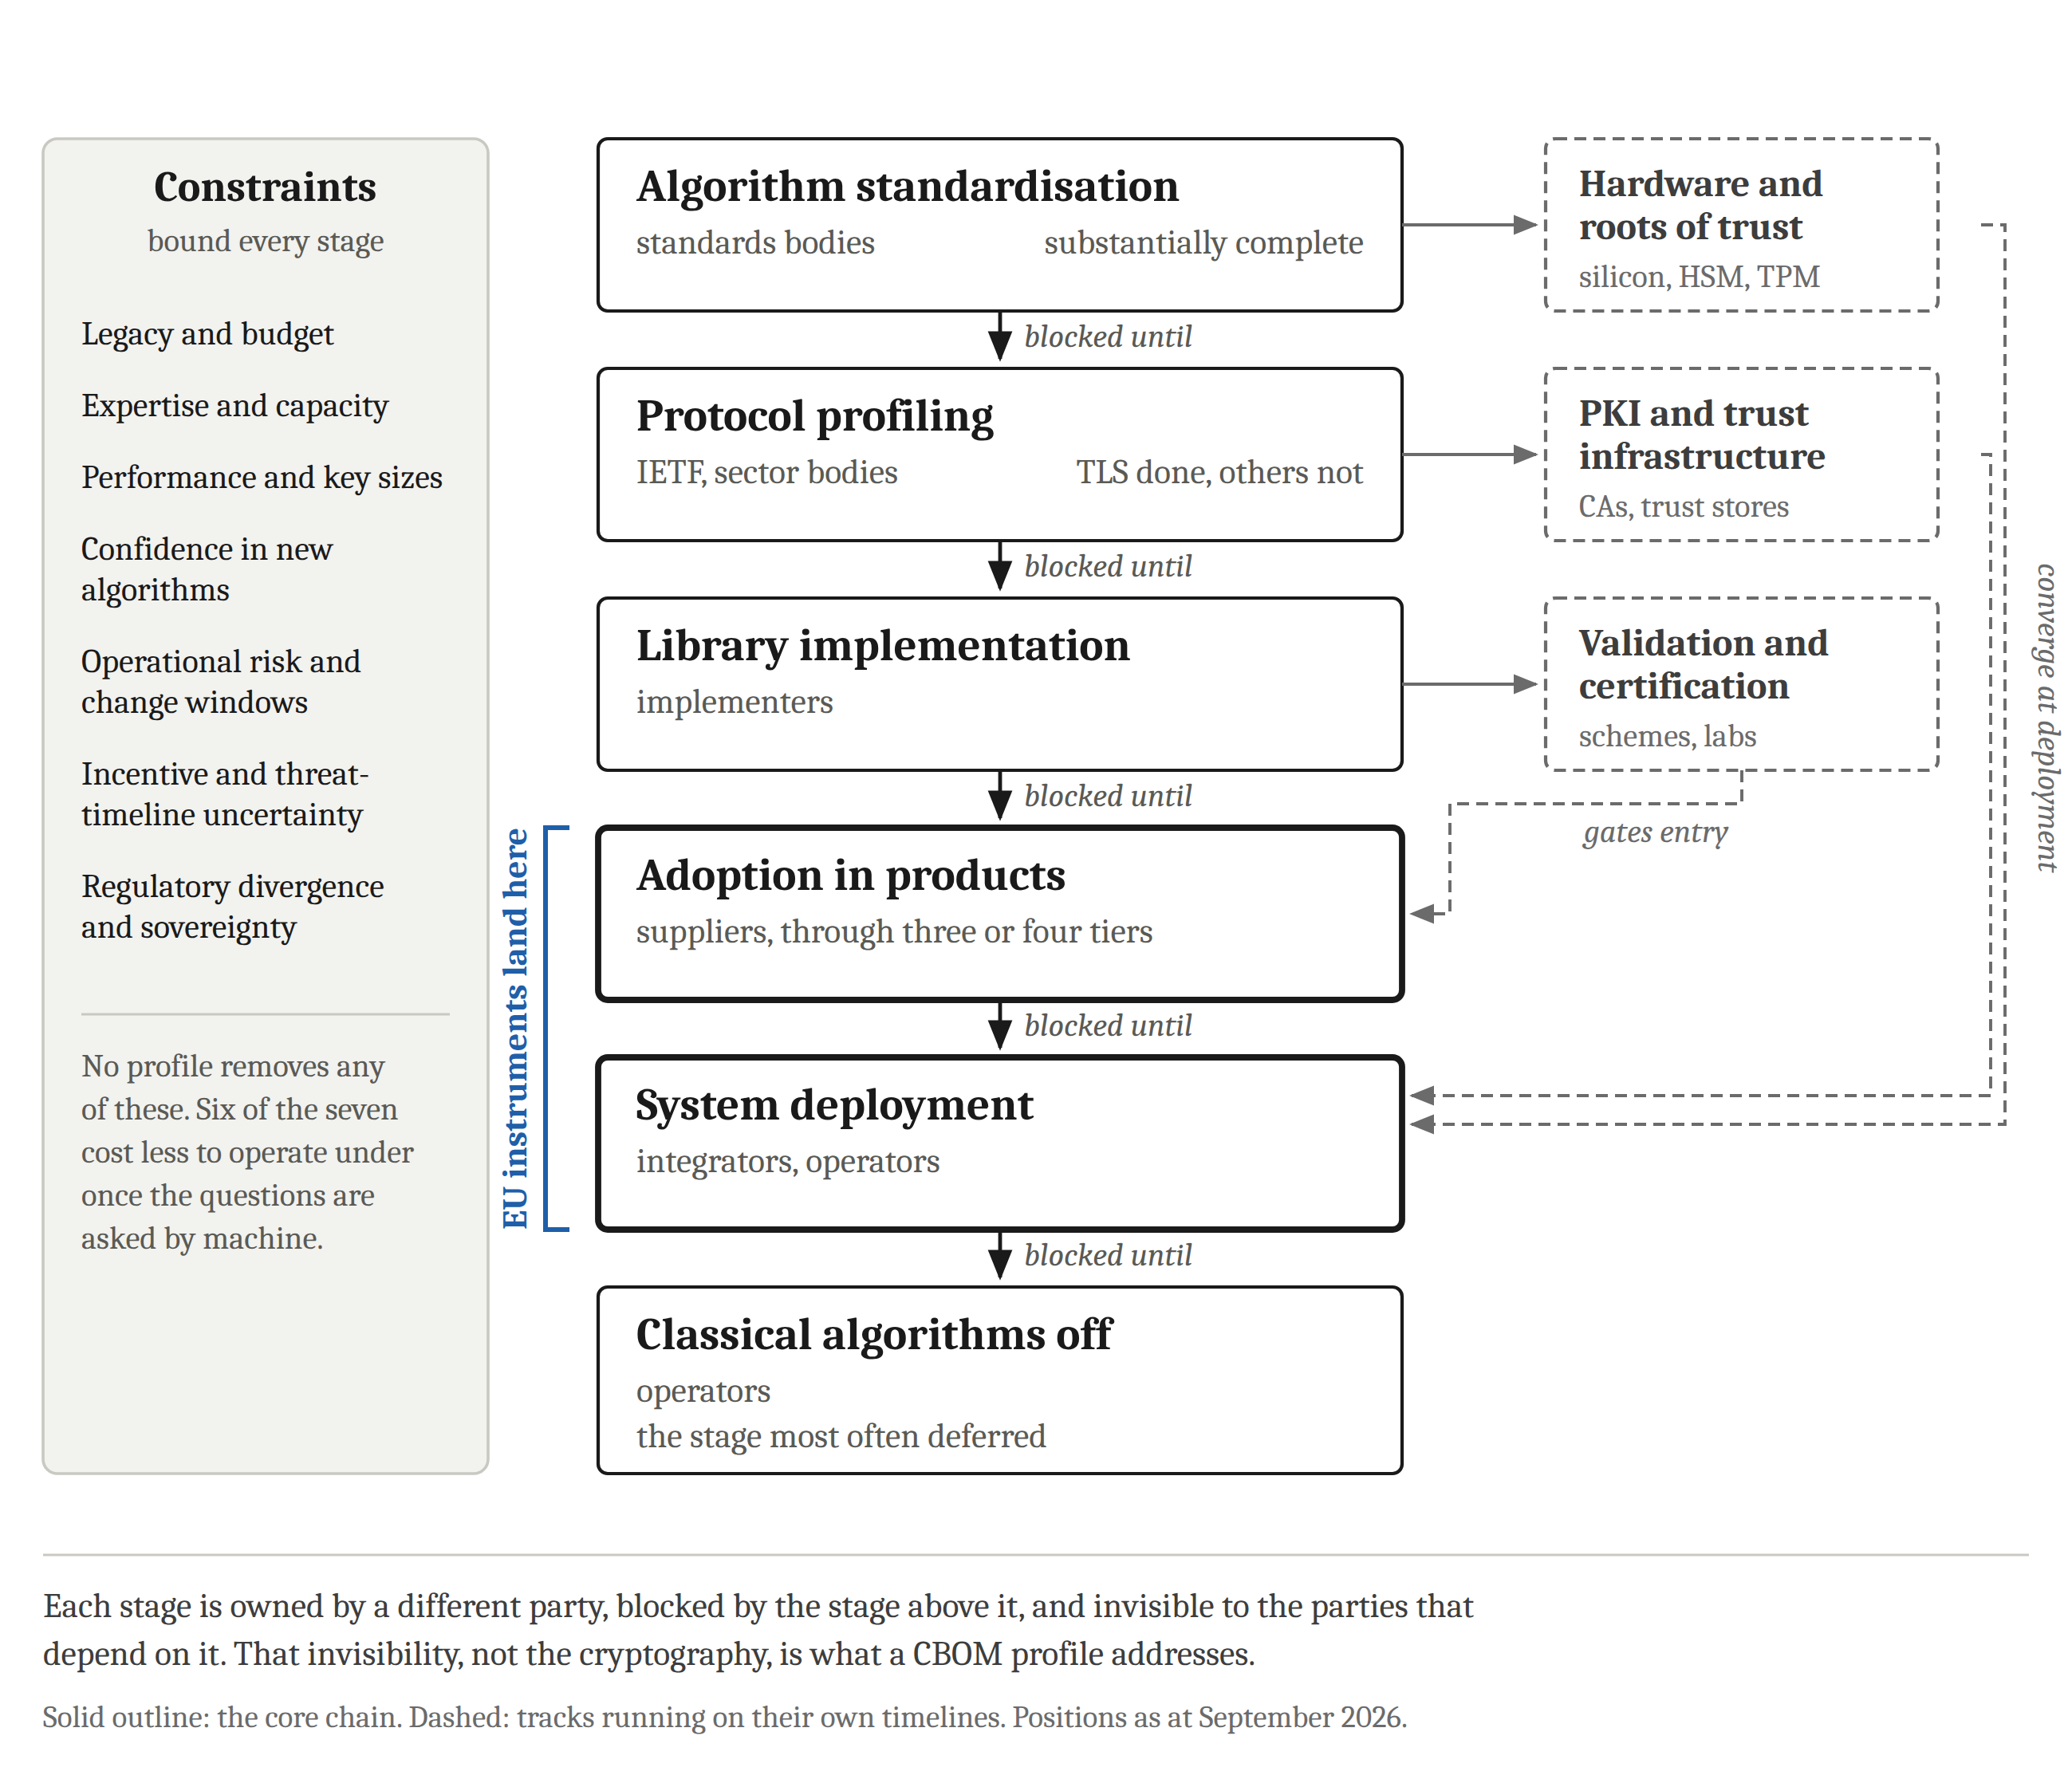 Constraints
bound every stage
Legacy and budget
Expertise and capacity
Performance and key sizes
Confidence in new
algorithms
Operational risk and
change windows
Incentive and threat-
timeline uncertainty
Regulatory divergence
and sovereignty
No profile removes any
of these. Six of the seven
cost less to operate under
once the questions are
asked by machine.
EU instruments land here
Algorithm standardisation
standards bodies substantially complete
blocked until
Protocol profiling
IETF, sector bodies TLS done, others not
blocked until
Library implementation
implementers
blocked until
Adoption in products
suppliers, through three or four tiers
blocked until
System deployment
integrators, operators
blocked until
Classical algorithms off
operators
the stage most often deferred
Hardware and
roots of trust
silicon, HSM, TPM
PKI and trust
infrastructure
CAs, trust stores
Validation and
certification
schemes, labs
gates entry
converge at deployment
Each stage is owned by a different party, blocked by the stage above it, and invisible to the parties that
depend on it. That invisibility, not the cryptography, is what a CBOM profile addresses.
Solid outline: the core chain. Dashed: tracks running on their own timelines. Positions as at September 2026.